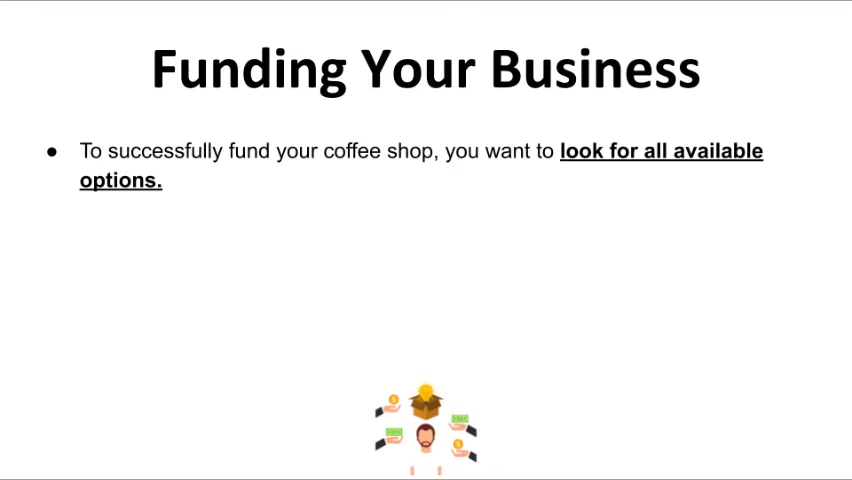 Funding Your Business
● To successfully fund your coffee shop, you want to look for all available
options.